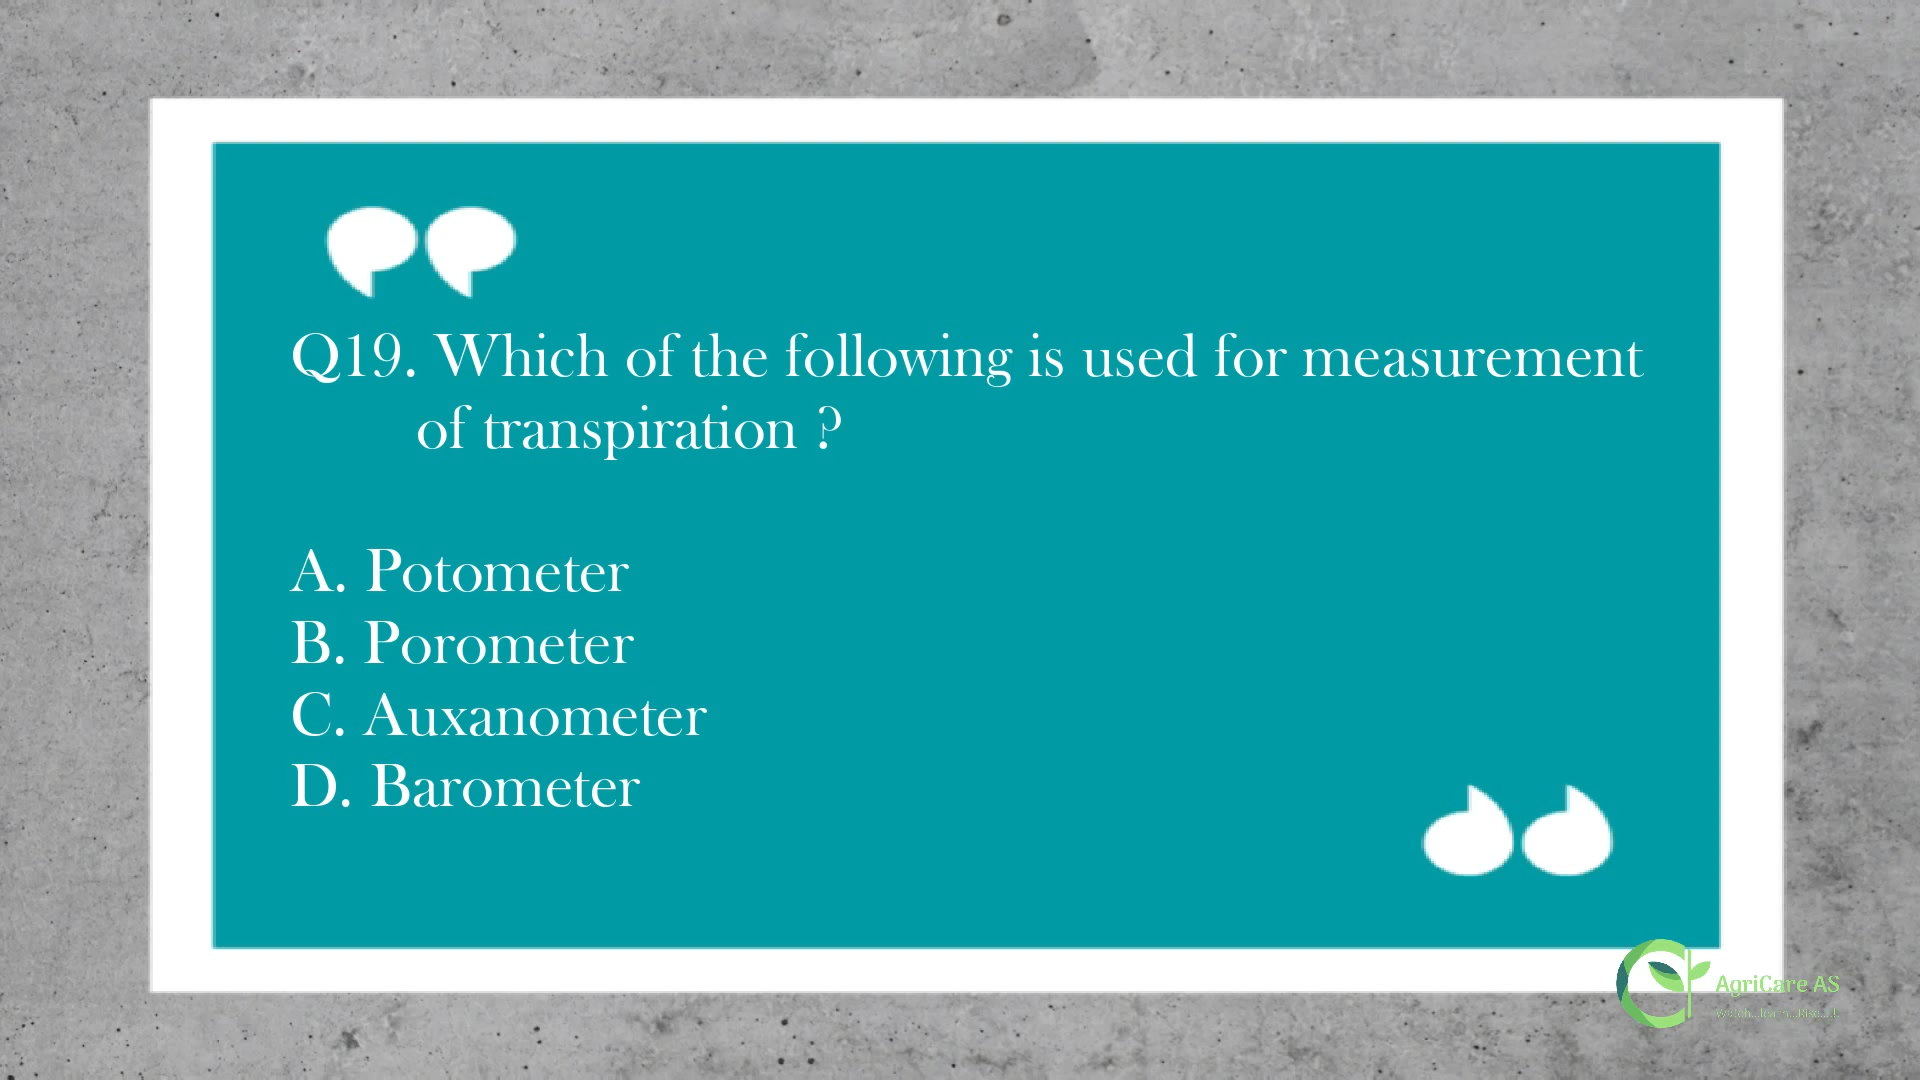 Q19. Which of the following is used for measurement
of transpiration ?
A. Potometer
B. Porometer
C. Auxanometer
D. Barometer
AgriCare AS